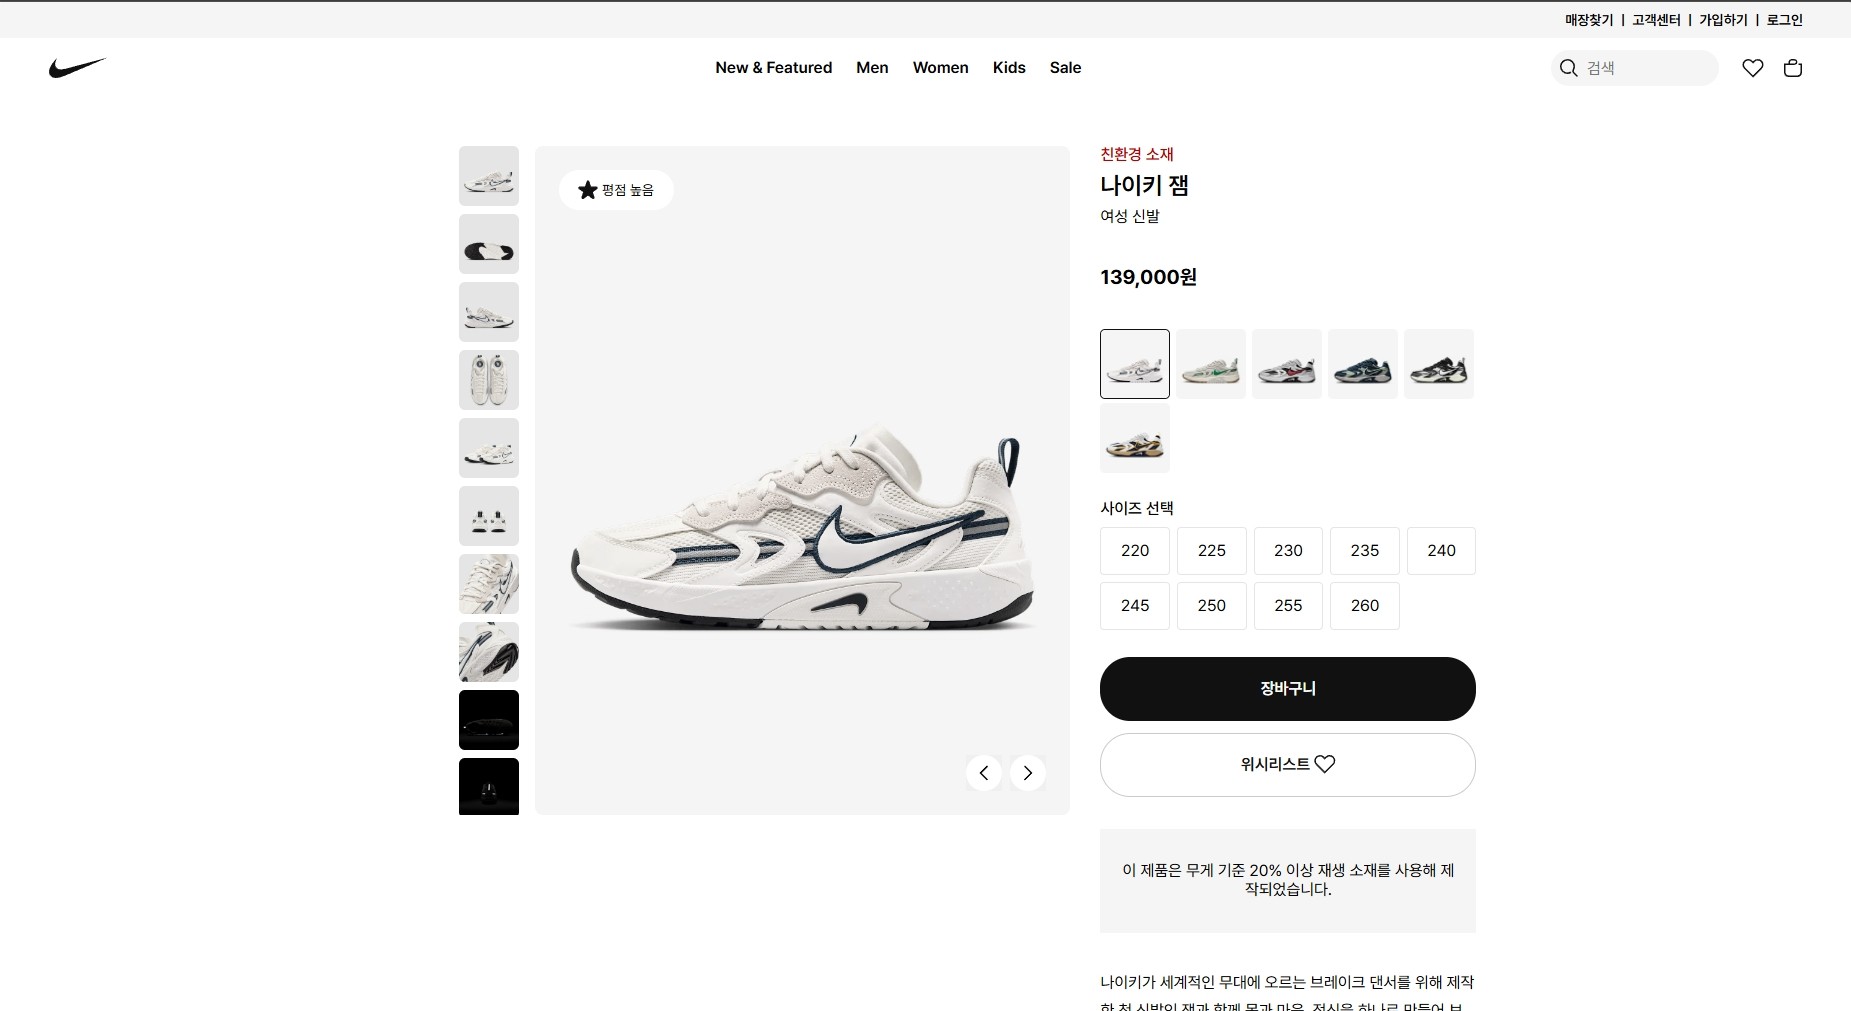 매장찾기 | 고객센터 | 가입하기 | 로그인
New & Featured Men Women Kids Sale
검색
평점 높음
친환경 소재
나이키 잼
여성 신발
139,000원
사이즈 선택
220 225 230 235 240
245 250 255 260
장바구니
위시리스트
이 제품은 무게 기준 20% 이상 재생 소재를 사용해 제
작되었습니다.
나이키가 세계적인 무대에 오르는 브레이크 댄서를 위해 제작
한 첫 신발인 잼과 함께 몸과 마음, 정신을 하나로 만들어 보